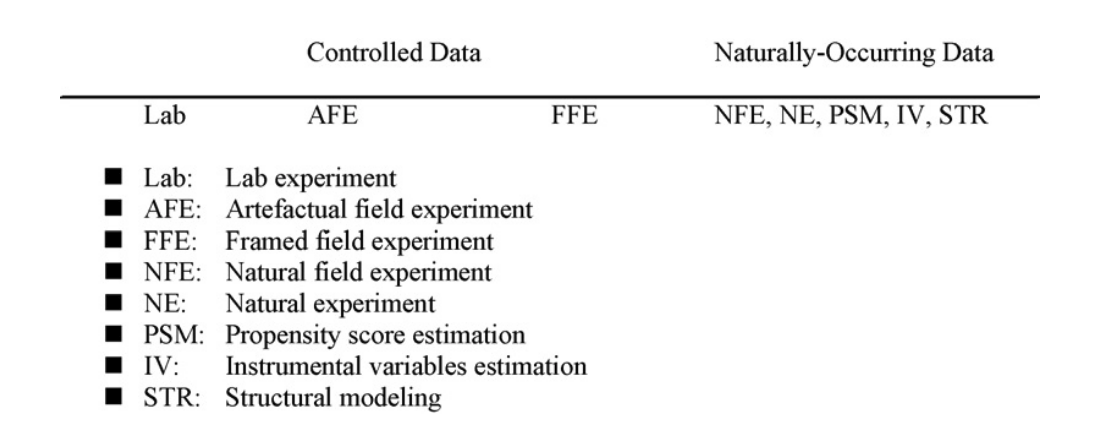 Controlled Data Naturally-Occurring Data
Lab AFE FFE NFE, NE, PSM, IV, STR
■ Lab: Lab experiment
■ AFE: Artefactual field experiment
■ FFE: Framed field experiment
■ NFE: Natural field experiment
■ NE: Natural experiment
■ PSM: Propensity score estimation
■ IV: Instrumental variables estimation
■ STR: Structural modeling